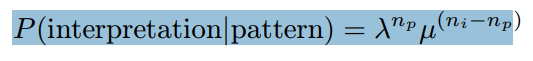 P(interpretation|pattern) = λ^{n_p} μ^{(n_i−n_p)}